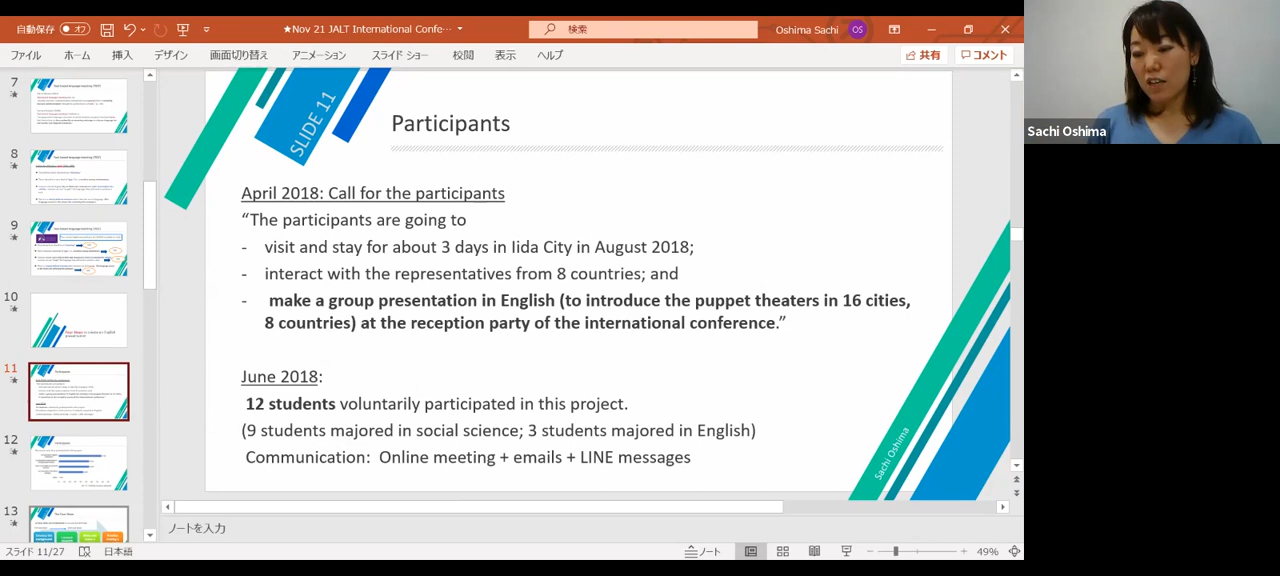 自動保存 オフ ★Nov 21 JALT International Confe··· 検索 Oshima Sachi OS
ファイル ホーム 挿入 デザイン 画面切り替え アニメーション スライド ショー 校閲 表示 ヘルプ 共有 コメント
7
8
9
10
11
12
13
SLIDE 11
Participants
April 2018: Call for the participants
“The participants are going to
- visit and stay for about 3 days in Iida City in August 2018;
- interact with the representatives from 8 countries; and
- make a group presentation in English (to introduce the puppet theaters in 16 cities,
8 countries) at the reception party of the international conference.”
June 2018:
12 students voluntarily participated in this project.
(9 students majored in social science; 3 students majored in English)
Communication: Online meeting + emails + LINE messages
Sachi Oshima
ノートを入力
スライド 11/27 日本語 ノート 49%
Sachi Oshima